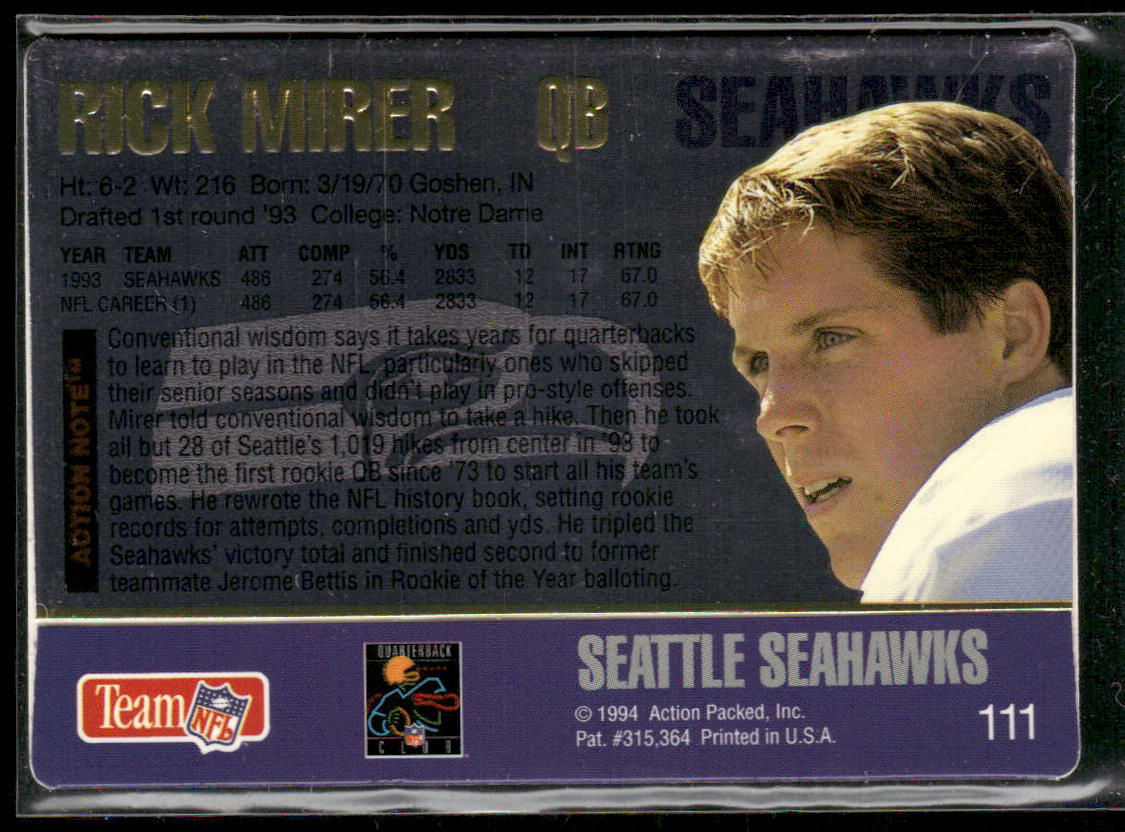 RICK MIRER QB SEAHAWKS
Ht: 6-2 Wt: 216 Born: 3/19/70 Goshen, IN
Drafted 1st round '93 College: Notre Dame
YEAR TEAM ATT COMP % YDS TD INT RTNG
1993 SEAHAWKS 486 274 56.4 2833 12 17 67.0
NFL CAREER (1) 486 274 56.4 2833 12 17 67.0
ACTION NOTE™
Conventional wisdom says it takes years for quarterbacks
to learn to play in the NFL, particularly ones who skipped
their senior seasons and didn't play in pro-style offenses.
Mirer told conventional wisdom to take a hike. Then he took
all but 28 of Seattle's 1,019 hikes from center in '93 to
become the first rookie QB since '73 to start all his team's
games. He rewrote the NFL history book, setting rookie
records for attempts, completions and yds. He tripled the
Seahawks' victory total and finished second to former
teammate Jerome Bettis in Rookie of the Year balloting.
Team NFL
QUARTERBACK
CLUB
SEATTLE SEAHAWKS
© 1994 Action Packed, Inc.
Pat. #315,364 Printed in U.S.A.
111